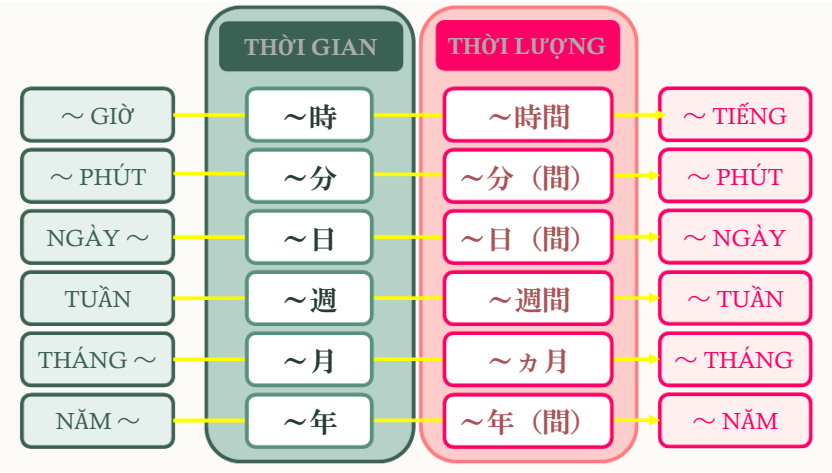 THỜI GIAN THỜI LƯỢNG
～ GIỜ ～時 ～時間 ～ TIẾNG
～ PHÚT ～分 ～分（間） ～ PHÚT
NGÀY ～ ～日 ～日（間） ～ NGÀY
TUẦN ～週 ～週間 ～ TUẦN
THÁNG ～ ～月 ～ヵ月 ～ THÁNG
NĂM ～ ～年 ～年（間） ～ NĂM